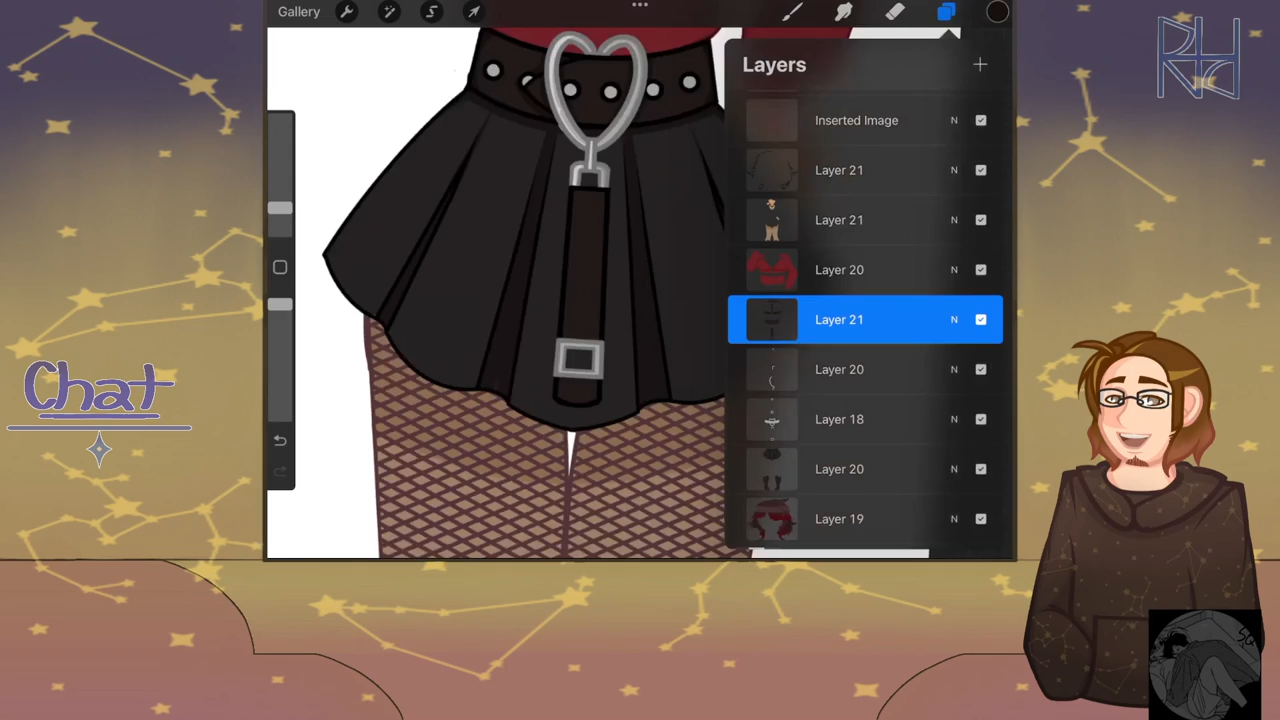 Gallery
Layers
Inserted Image N
Layer 21 N
Layer 21 N
Layer 20 N
Layer 21 N
Layer 20 N
Layer 18 N
Layer 20 N
Layer 19 N
Chat